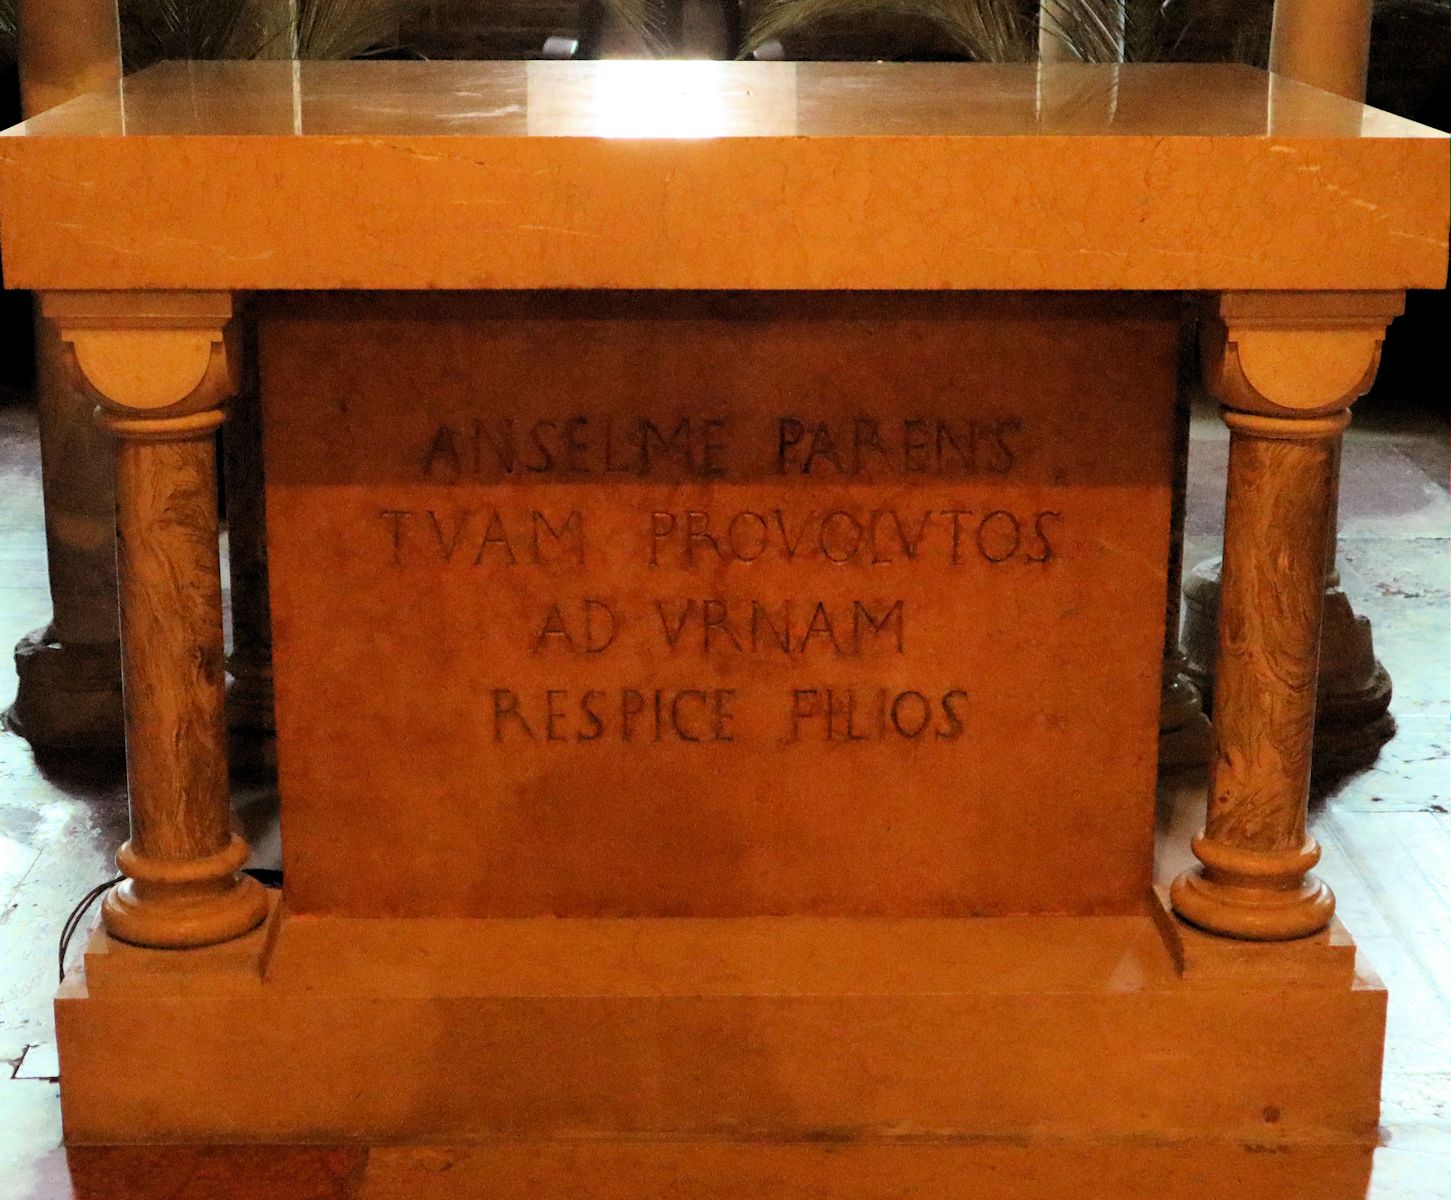 ANSELME PARENS
TVAM PROVOLVTOS
AD VRNAM
RESPICE FILIOS